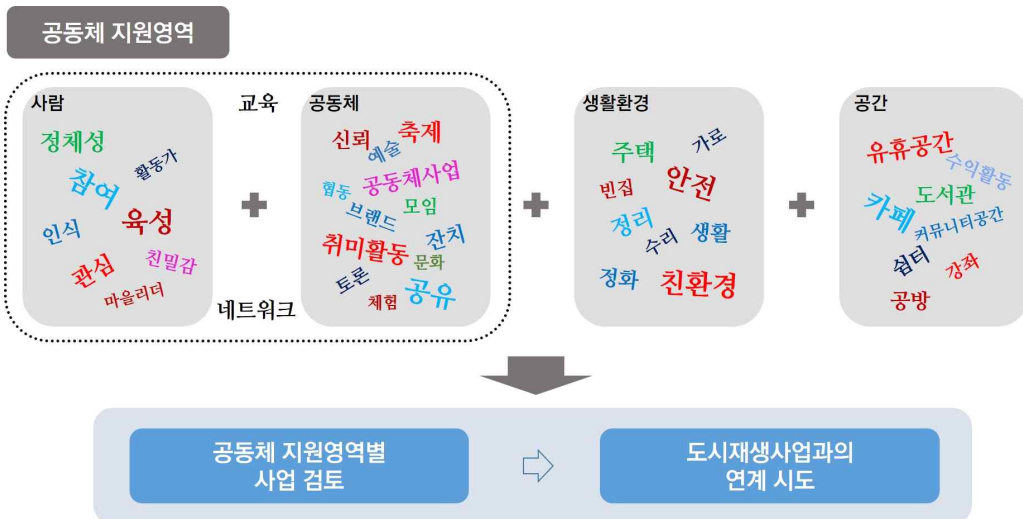 공동체 지원영역
사람
정체성
활동가
참여
육성
인식
친밀감
관심
마을리더
교육
네트워크
공동체
신뢰
축제
예술
공동체사업
협동
모임
브랜드
잔치
취미활동
문화
토론
체험
공유
생활환경
주택
가로
빈집
안전
정리
수리
생활
정화
친환경
공간
유휴공간
수익활동
도서관
카페
커뮤니티공간
쉼터
강좌
공방
공동체 지원영역별
사업 검토
도시재생사업과의
연계 시도